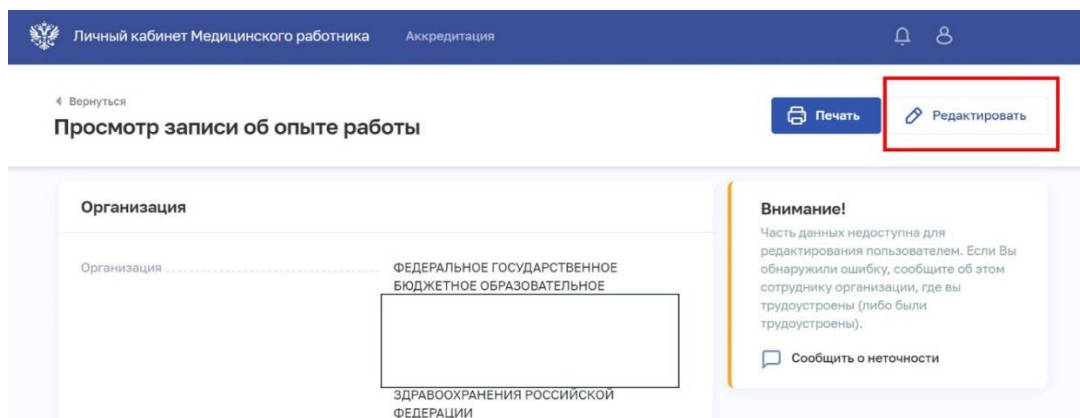 Личный кабинет Медицинского работника Аккредитация
Вернуться
Просмотр записи об опыте работы
Печать Редактировать
Организация
Организация
ФЕДЕРАЛЬНОЕ ГОСУДАРСТВЕННОЕ
БЮДЖЕТНОЕ ОБРАЗОВАТЕЛЬНОЕ
ЗДРАВООХРАНЕНИЯ РОССИЙСКОЙ
ФЕДЕРАЦИИ
Внимание!
Часть данных недоступна для
редактирования пользователем. Если Вы
обнаружили ошибку, сообщите об этом
сотруднику организации, где вы
трудоустроены (либо были
трудоустроены).
Сообщить о неточности